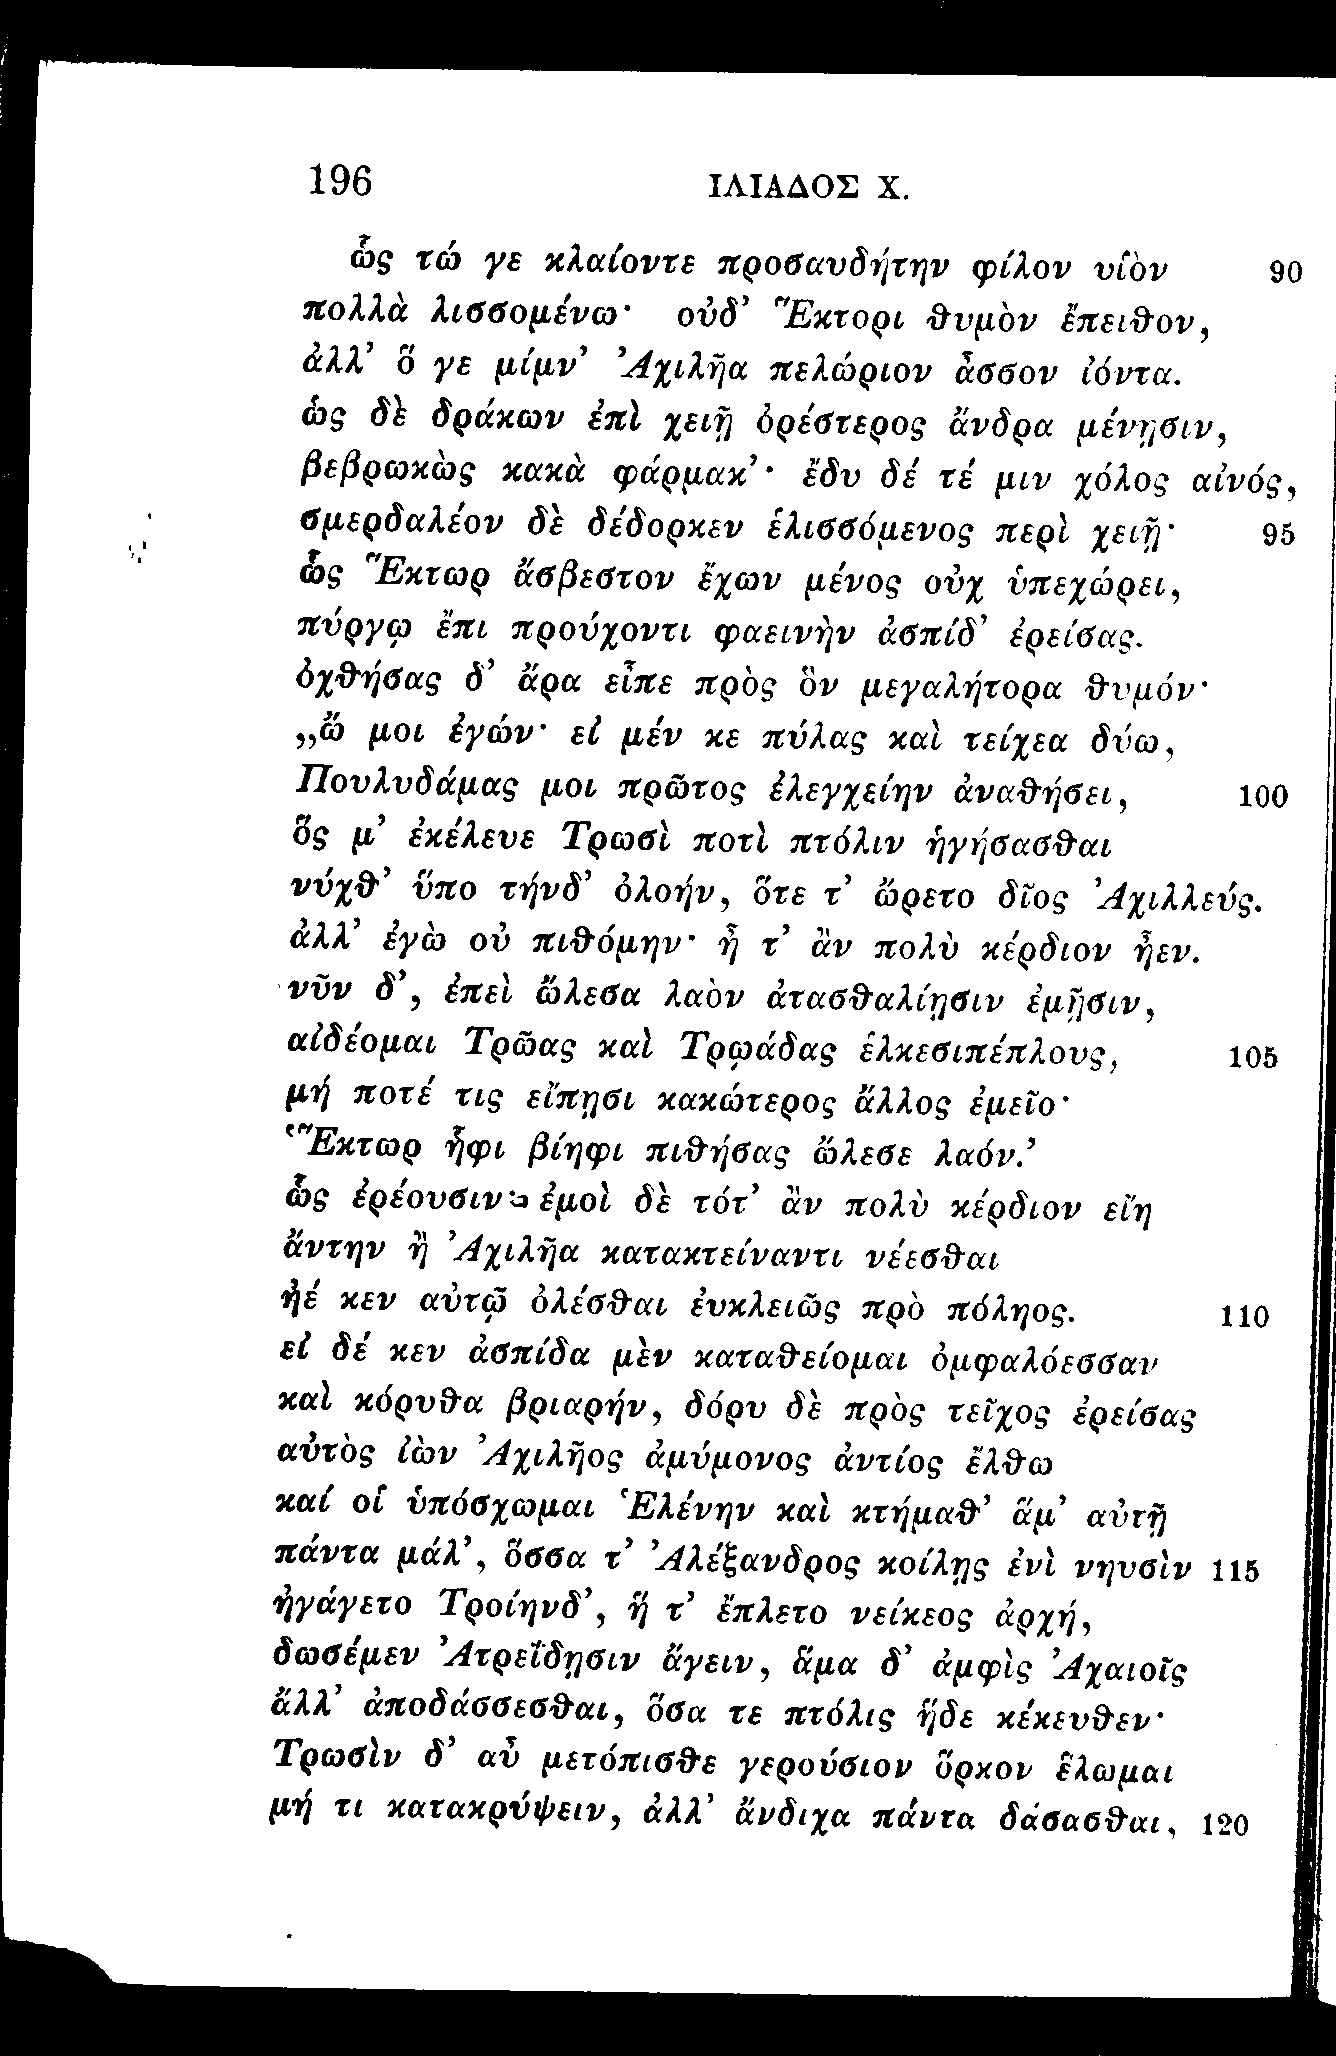 196 ΙΛΙΑΔΟΣ Χ.
ὣς τώ γε κλαίοντε προσαυδήτην φίλον υἱὸν 90
πολλὰ λισσομένω· οὐδ’ Ἕκτορι θυμὸν ἔπειθον,
ἀλλ’ ὅ γε μίμν’ Ἀχιλῆα πελώριον ἆσσον ἰόντα.
ὡς δὲ δράκων ἐπὶ χειῇ ὀρέστερος ἄνδρα μένῃσιν,
βεβρωκὼς κακὰ φάρμακ’· ἔδυ δέ τέ μιν χόλος αἰνός,
σμερδαλέον δὲ δέδορκεν ἑλισσόμενος περὶ χειῇ· 95
ὣς Ἕκτωρ ἄσβεστον ἔχων μένος οὐχ ὑπεχώρει,
πύργῳ ἔπι προύχοντι φαεινὴν ἀσπίδ’ ἐρείσας.
ὀχθήσας δ’ ἄρα εἶπε πρὸς ὃν μεγαλήτορα θυμόν·
„ὤ μοι ἐγών· εἰ μέν κε πύλας καὶ τείχεα δύω,
Πουλυδάμας μοι πρῶτος ἐλεγχείην ἀναθήσει, 100
ὅς μ’ ἐκέλευε Τρωσὶ ποτὶ πτόλιν ἡγήσασθαι
νύχθ’ ὕπο τήνδ’ ὀλοήν, ὅτε τ’ ὤρετο δῖος Ἀχιλλεύς.
ἀλλ’ ἐγὼ οὐ πιθόμην· ἦ τ’ ἂν πολὺ κέρδιον ἦεν.
νῦν δ’, ἐπεὶ ὤλεσα λαὸν ἀτασθαλίῃσιν ἐμῇσιν,
αἰδέομαι Τρῶας καὶ Τρῳάδας ἑλκεσιπέπλους, 105
μή ποτέ τις εἴπῃσι κακώτερος ἄλλος ἐμεῖο·
‘Ἕκτωρ ἧφι βίηφι πιθήσας ὤλεσε λαόν.’
ὣς ἐρέουσιν· ἐμοὶ δὲ τότ’ ἂν πολὺ κέρδιον εἴη
ἄντην ἢ Ἀχιλῆα κατακτείναντι νέεσθαι
ἠέ κεν αὐτῷ ὀλέσθαι ἐυκλειῶς πρὸ πόληος. 110
εἰ δέ κεν ἀσπίδα μὲν καταθείομαι ὀμφαλόεσσαν
καὶ κόρυθα βριαρήν, δόρυ δὲ πρὸς τεῖχος ἐρείσας
αὐτὸς ἰὼν Ἀχιλῆος ἀμύμονος ἀντίος ἔλθω
καί οἱ ὑπόσχωμαι Ἑλένην καὶ κτήμαθ’ ἅμ’ αὐτῇ
πάντα μάλ’, ὅσσα τ’ Ἀλέξανδρος κοίλῃς ἐνὶ νηυσὶν 115
ἠγάγετο Τροίηνδ’, ἥ τ’ ἔπλετο νείκεος ἀρχή,
δωσέμεν Ἀτρεΐδῃσιν ἄγειν, ἅμα δ’ ἀμφὶς Ἀχαιοῖς
ἄλλ’ ἀποδάσσεσθαι, ὅσα τε πτόλις ἥδε κέκευθεν·
Τρωσὶν δ’ αὖ μετόπισθε γερούσιον ὅρκον ἕλωμαι
μή τι κατακρύψειν, ἀλλ’ ἄνδιχα πάντα δάσασθαι, 120